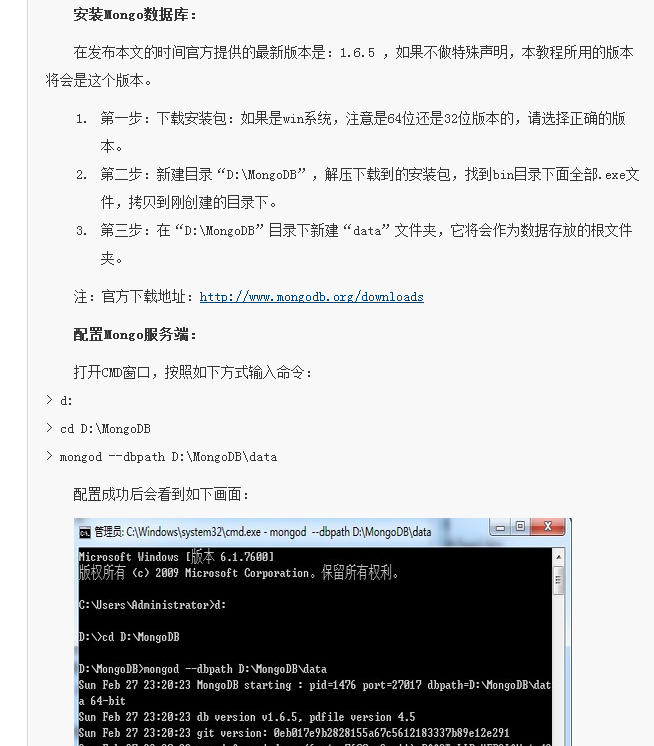 安装Mongo数据库：
在发布本文的时间官方提供的最新版本是：1.6.5 ，如果不做特殊声明，本教程所用的版本
将会是这个版本。
1. 第一步：下载安装包：如果是win系统，注意是64位还是32位版本的，请选择正确的版
本。
2. 第二步：新建目录“D:\MongoDB”，解压下载到的安装包，找到bin目录下面全部.exe文
件，拷贝到刚创建的目录下。
3. 第三步：在“D:\MongoDB”目录下新建“data”文件夹，它将会作为数据存放的根文件
夹。
注：官方下载地址：http://www.mongodb.org/downloads
配置Mongo服务端：
打开CMD窗口，按照如下方式输入命令：
> d:
> cd D:\MongoDB
> mongod --dbpath D:\MongoDB\data
配置成功后会看到如下画面：
管理员: C:\Windows\system32\cmd.exe - mongod --dbpath D:\MongoDB\data
Microsoft Windows [版本 6.1.7600]
版权所有 (c) 2009 Microsoft Corporation。保留所有权利。
C:\Users\Administrator>d:
D:\>cd D:\MongoDB
D:\MongoDB>mongod --dbpath D:\MongoDB\data
Sun Feb 27 23:20:23 MongoDB starting : pid=1476 port=27017 dbpath=D:\MongoDB\dat
a 64-bit
Sun Feb 27 23:20:23 db version v1.6.5, pdfile version 4.5
Sun Feb 27 23:20:23 git version: 0eb017e9b2828155a67c5612183337b89e12e291